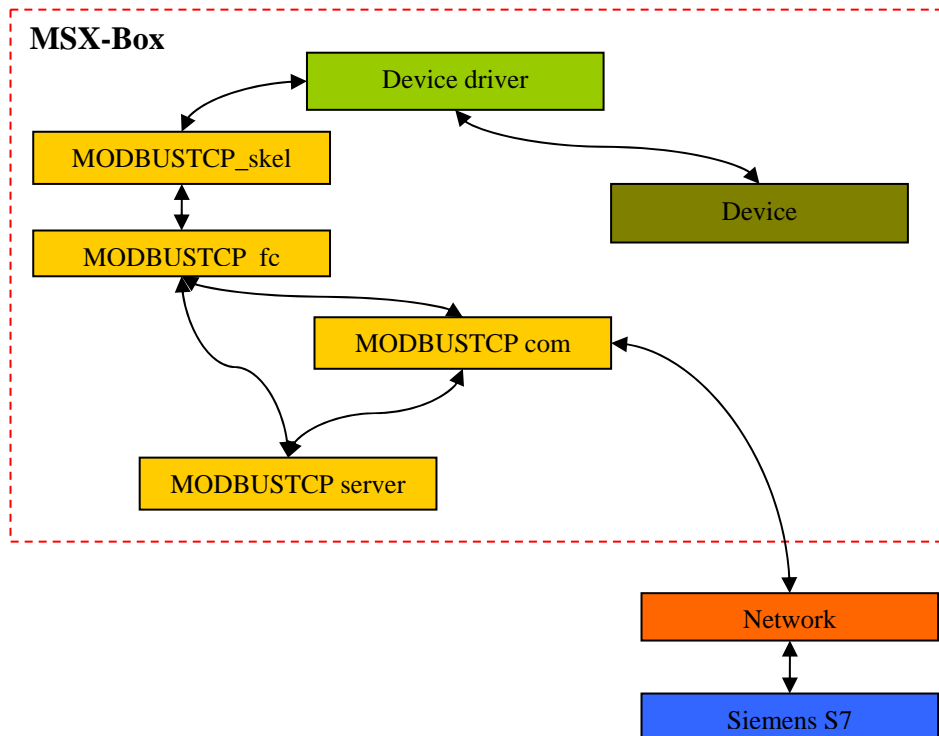 MSX-Box
Device driver
MODBUSTCP_skel
Device
MODBUSTCP fc
MODBUSTCP com
MODBUSTCP server
Network
Siemens S7